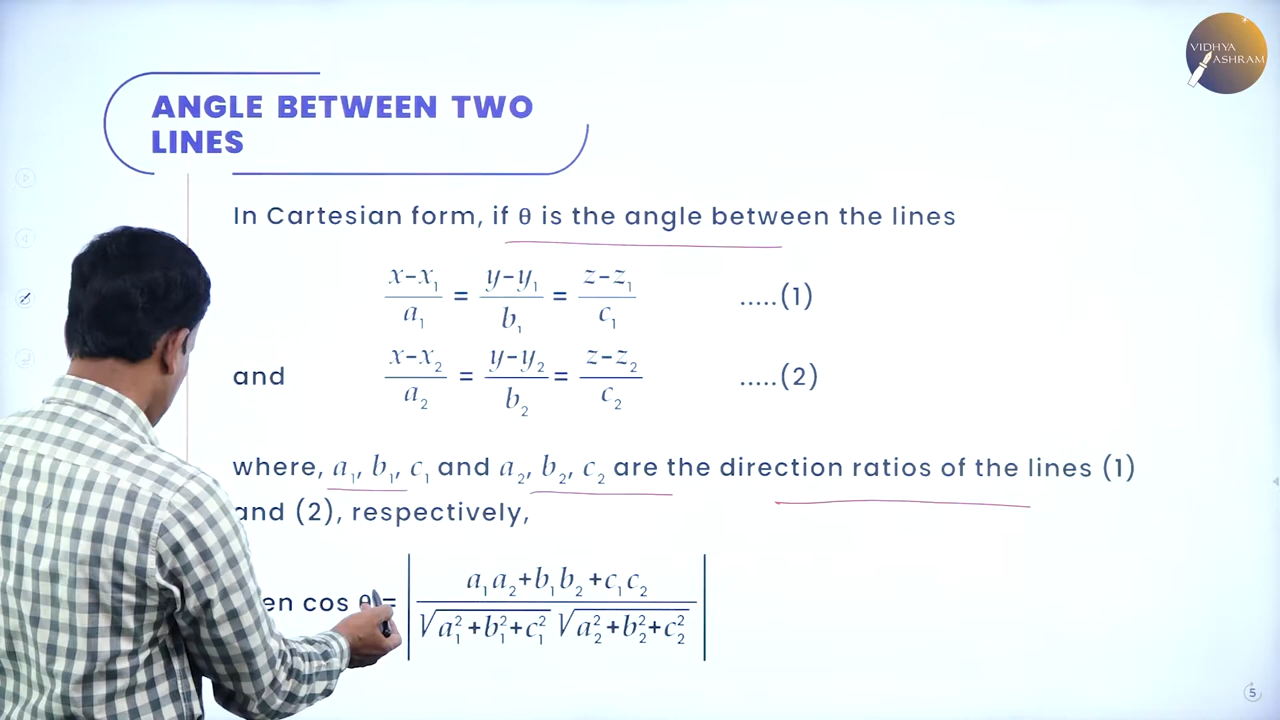 VIDHYA
ASHRAM
ANGLE BETWEEN TWO
LINES
In Cartesian form, if θ is the angle between the lines
x−x₁/a₁ = y−y₁/b₁ = z−z₁/c₁ .....(1)
and x−x₂/a₂ = y−y₂/b₂ = z−z₂/c₂ .....(2)
where, a₁, b₁, c₁ and a₂, b₂, c₂ are the direction ratios of the lines (1)
and (2), respectively,
cos θ = |a₁a₂+b₁b₂+c₁c₂/√a₁²+b₁²+c₁² √a₂²+b₂²+c₂²|
5